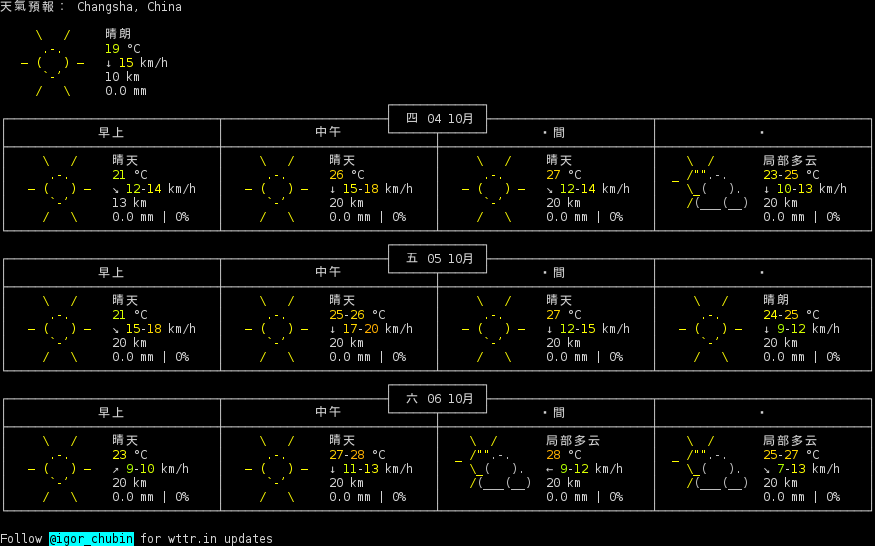 天氣預報： Changsha, China
晴朗
19 °C
↓ 15 km/h
10 km
0.0 mm
四 04 10月
早上 中午 ·間 ·
晴天 晴天 晴天 局部多云
21 °C 26 °C 27 °C 23-25 °C
↘ 12-14 km/h ↓ 15-18 km/h ↘ 12-14 km/h ↓ 10-13 km/h
13 km 20 km 20 km 20 km
0.0 mm | 0% 0.0 mm | 0% 0.0 mm | 0% 0.0 mm | 0%
五 05 10月
早上 中午 ·間 ·
晴天 晴天 晴天 晴朗
21 °C 25-26 °C 27 °C 24-25 °C
↘ 15-18 km/h ↓ 17-20 km/h ↓ 12-15 km/h ↓ 9-12 km/h
20 km 20 km 20 km 20 km
0.0 mm | 0% 0.0 mm | 0% 0.0 mm | 0% 0.0 mm | 0%
六 06 10月
早上 中午 ·間 ·
晴天 晴天 局部多云 局部多云
23 °C 27-28 °C 28 °C 25-27 °C
↗ 9-10 km/h ↓ 11-13 km/h ← 9-12 km/h ↘ 7-13 km/h
20 km 20 km 20 km 20 km
0.0 mm | 0% 0.0 mm | 0% 0.0 mm | 0% 0.0 mm | 0%
Follow @igor_chubin for wttr.in updates